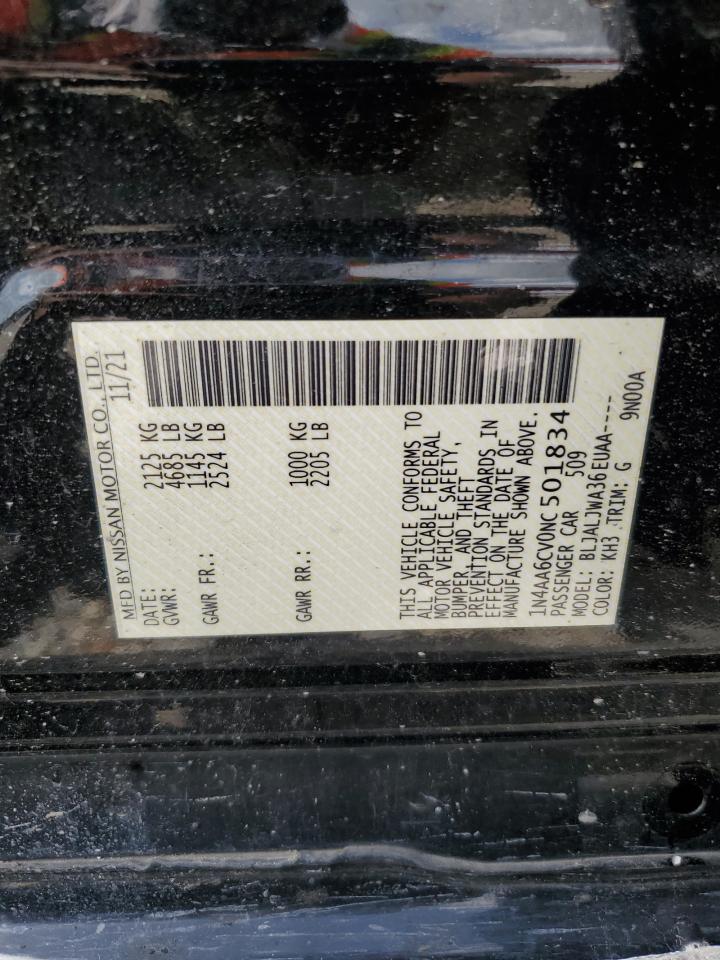 MFD BY NISSAN MOTOR CO., LTD.
DATE: 11/21
GVWR: 2125 KG
4685 LB
GAWR FR.: 1145 KG
2524 LB
GAWR RR.: 1000 KG
2205 LB
THIS VEHICLE CONFORMS TO
ALL APPLICABLE FEDERAL
MOTOR VEHICLE SAFETY,
BUMPER, AND THEFT
PREVENTION STANDARDS IN
EFFECT ON THE DATE OF
MANUFACTURE SHOWN ABOVE.
1N4AA6CV0NC501834
PASSENGER CAR 509
MODEL: BLJALJWA36EUAA-----
COLOR: KH3 TRIM: G 9N00A